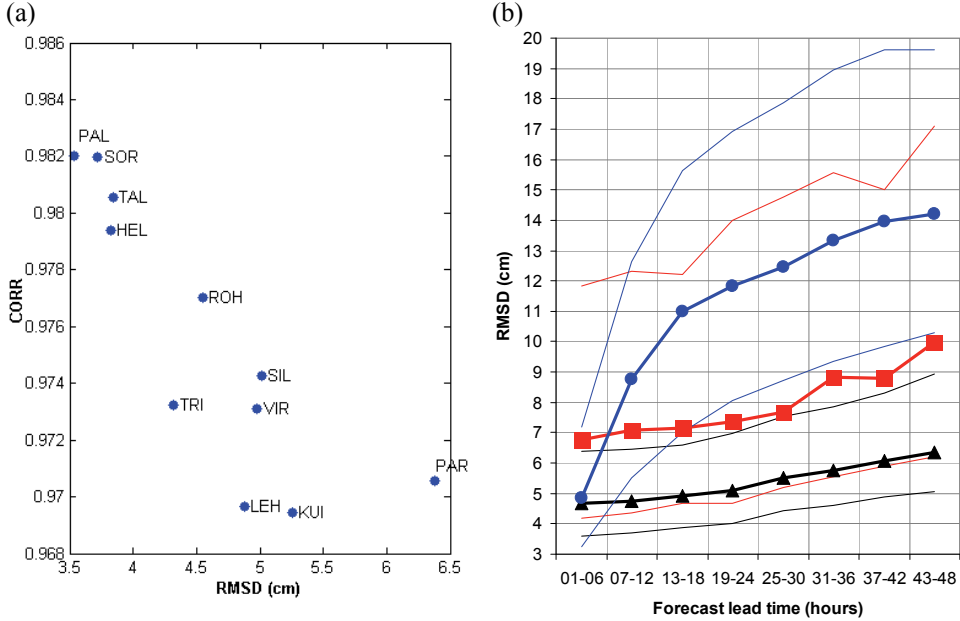 (a)
0.986
0.984
0.982
0.98
0.978
0.976
0.974
0.972
0.97
0.968
CORR
PAL
SOR
TAL
HEL
ROH
SIL
TRI
VIR
PAR
LEH
KUI
3.5 4 4.5 5 5.5 6 6.5
RMSD (cm)
(b)
20
19
18
17
16
15
14
13
12
11
10
9
8
7
6
5
4
3
RMSD (cm)
01-06 07-12 13-18 19-24 25-30 31-36 37-42 43-48
Forecast lead time (hours)